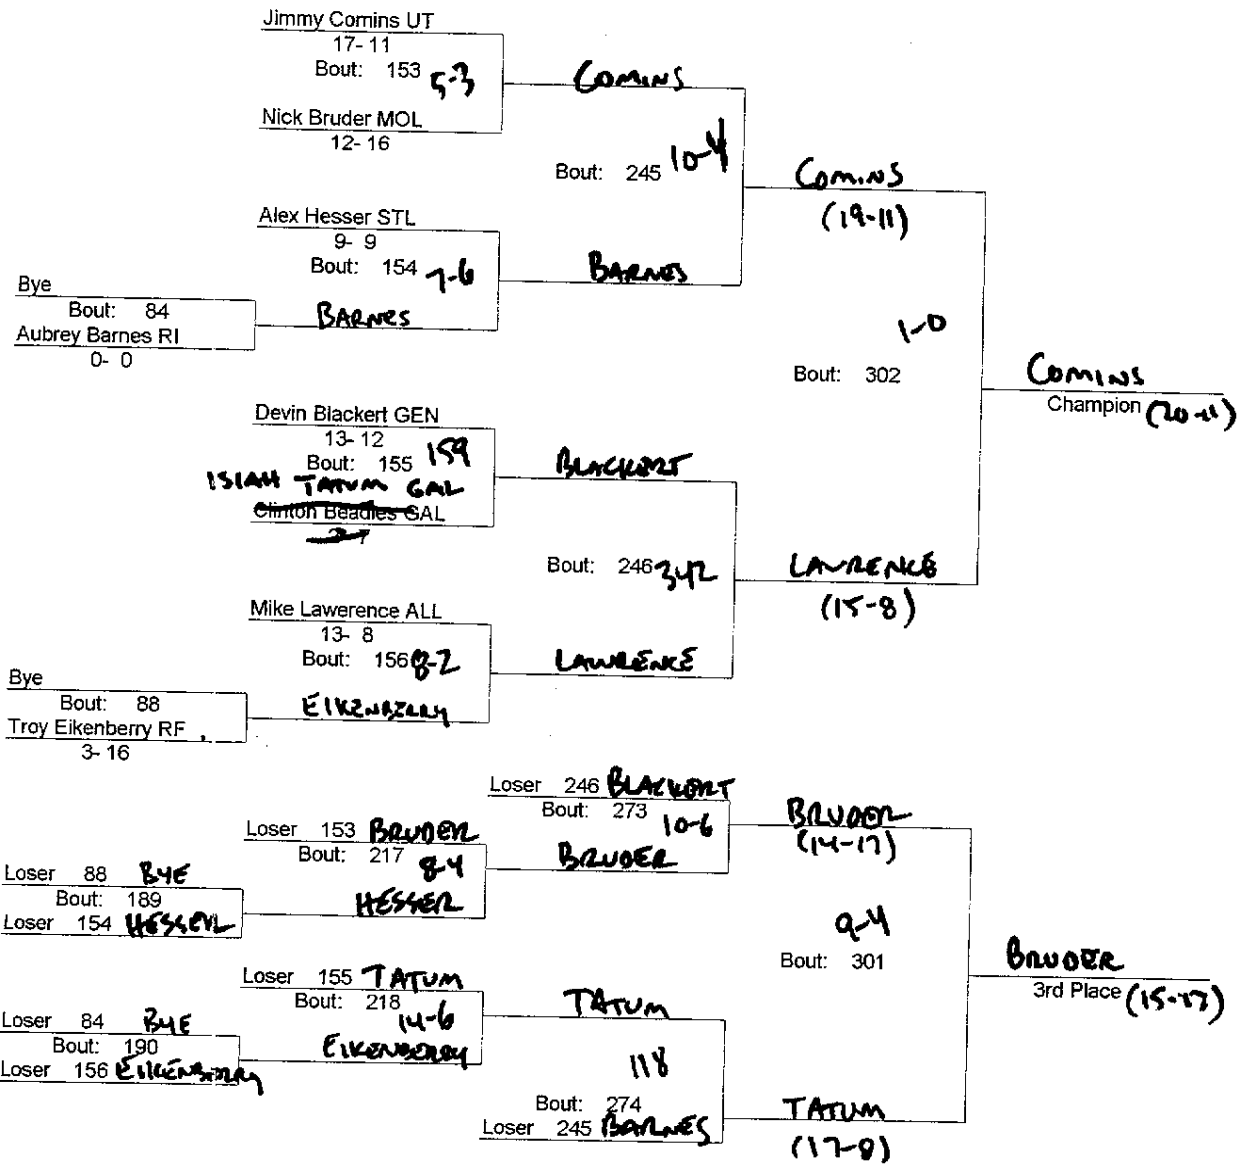 Jimmy Comins UT
17- 11
Bout: 153 5-3
COMINS
Nick Bruder MOL
12- 16
Bout: 245 10-4
COMINS
(19-11)
Alex Hesser STL
9- 9
Bout: 154 7-6
BARNES
Bye
Bout: 84
BARNES
Aubrey Barnes RI
0- 0
1-0
Bout: 302
COMINS
Champion (20-11)
Devin Blackert GEN
13- 12
Bout: 155 159
BLACKERT
ISIAH TATUM GAL
Clinton Beadles GAL
Bout: 246 342
LAWRENCE
(15-8)
Mike Lawerence ALL
13- 8
Bout: 156 8-2
LAWRENCE
Bye
Bout: 88
EIKENBERRY
Troy Eikenberry RF
3- 16
Loser 246 BLACKERT
Bout: 273 10-6
BRUDER
(14-17)
Loser 153 BRUDER
Bout: 217 8-4
BRUDER
Loser 88 BYE
Bout: 189
HESSER
Loser 154 HESSER
9-4
Bout: 301
BRUDER
3rd Place (15-17)
Loser 155 TATUM
Bout: 218 14-6
TATUM
Loser 84 BYE
Bout: 190
EIKENBERRY
Loser 156 EIKENBERRY
118
Bout: 274
Loser 245 BARNES
TATUM
(17-8)